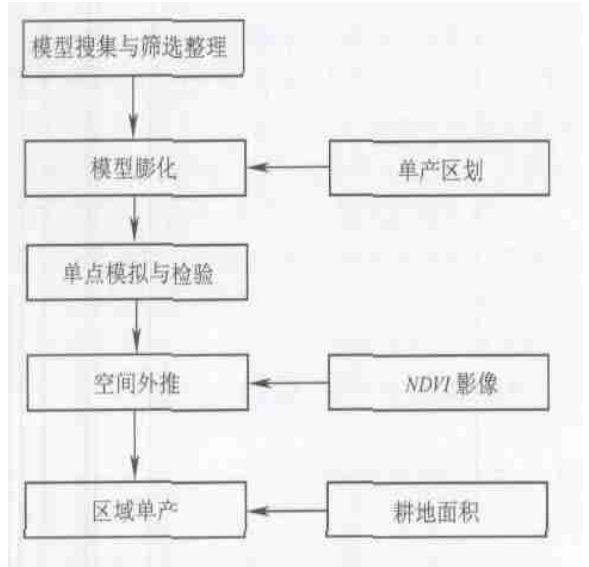 模型搜集与筛选整理
模型膨化
单产区划
单点模拟与检验
空间外推
NDVI 影像
区域单产
耕地面积